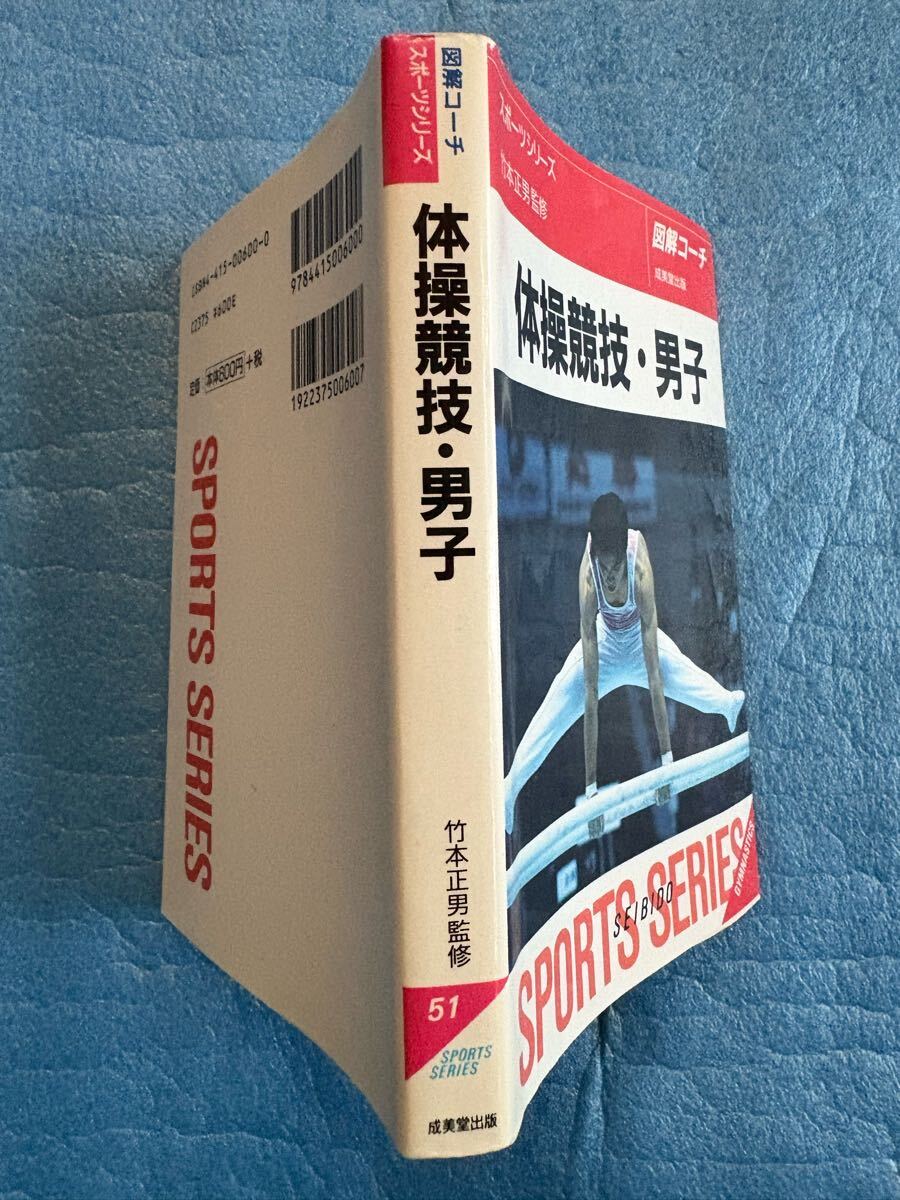 図解コーチ
スポーツシリーズ
体操競技・男子
竹本正男監修
51
SPORTS
SERIES
成美堂出版
スポーツシリーズ
竹本正男監修
図解コーチ
成美堂出版
体操競技・男子
SEIBIDO
SPORTS SERIES
GYMNASTICS
ISBN4-415-00600-0
C2375 ¥600E
定価 本体600円 +税
9784415006000
1922375006007
SPORTS SERIES